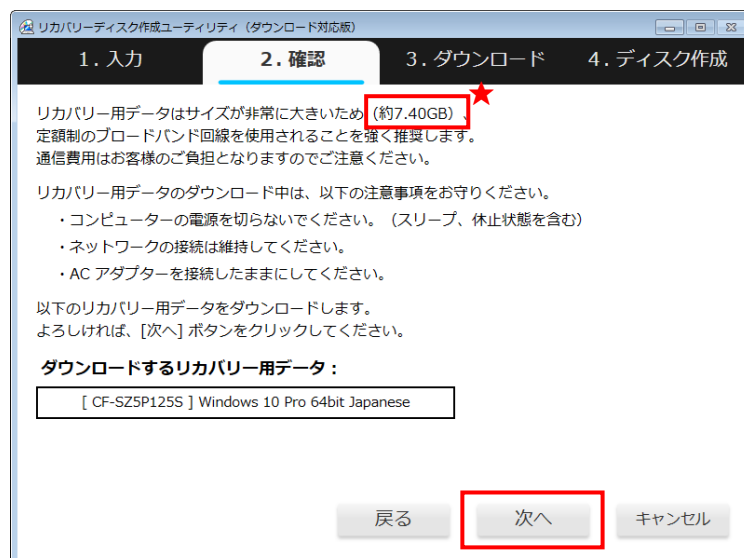 リカバリーディスク作成ユーティリティ（ダウンロード対応版）
1．入力
2．確認
3．ダウンロード
4．ディスク作成
リカバリー用データはサイズが非常に大きいため（約7.40GB）、
定額制のブロードバンド回線を使用されることを強く推奨します。
通信費用はお客様のご負担となりますのでご注意ください。
リカバリー用データのダウンロード中は、以下の注意事項をお守りください。
・コンピューターの電源を切らないでください。（スリープ、休止状態を含む）
・ネットワークの接続は維持してください。
・AC アダプターを接続したままにしてください。
以下のリカバリー用データをダウンロードします。
よろしければ、[次へ] ボタンをクリックしてください。
ダウンロードするリカバリー用データ：
[ CF-SZ5P125S ] Windows 10 Pro 64bit Japanese
戻る
次へ
キャンセル